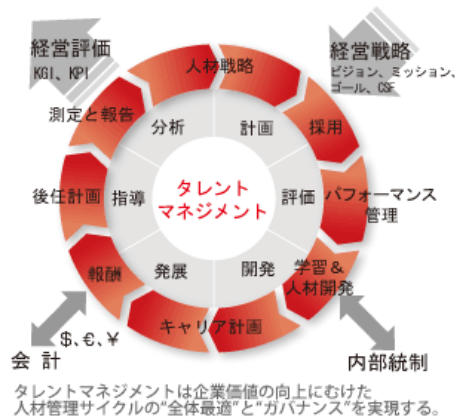 経営評価
KGI、KPI
経営戦略
ビジョン、ミッション、
ゴール、CSF
人材戦略
測定と報告
採用
分析
計画
後任計画
指導
タレント
マネジメント
評価
パフォーマンス
管理
報酬
発展
開発
学習&
人材開発
キャリア計画
$、€、¥
会計
内部統制
タレントマネジメントは企業価値の向上にむけた
人材管理サイクルの“全体最適”と“ガバナンス”を実現する。